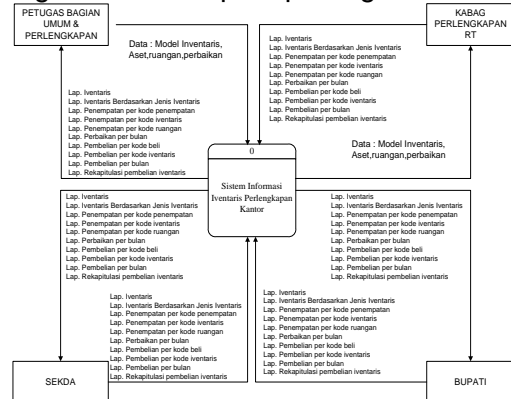 PETUGAS BAGIAN
UMUM &
PERLENGKAPAN
KABAG
PERLENGKAPAN
RT
Data : Model Inventaris,
Aset,ruangan,perbaikan
Lap. Iventaris
Lap. Iventaris Berdasarkan Jenis Iventaris
Lap. Penempatan per kode penempatan
Lap. Penempatan per kode iventaris
Lap. Penempatan per kode ruangan
Lap. Perbaikan per bulan
Lap. Pembelian per kode beli
Lap. Pembelian per kode iventaris
Lap. Pembelian per bulan
Lap. Rekapitulasi pembelian iventaris
Lap. Iventaris
Lap. Iventaris Berdasarkan Jenis Iventaris
Lap. Penempatan per kode penempatan
Lap. Penempatan per kode iventaris
Lap. Penempatan per kode ruangan
Lap. Perbaikan per bulan
Lap. Pembelian per kode beli
Lap. Pembelian per kode iventaris
Lap. Pembelian per bulan
Lap. Rekapitulasi pembelian iventaris
Data : Model Inventaris,
Aset,ruangan,perbaikan
0
Sistem Informasi
Iventaris Perlengkapan
Kantor
Lap. Iventaris
Lap. Iventaris Berdasarkan Jenis Iventaris
Lap. Penempatan per kode penempatan
Lap. Penempatan per kode iventaris
Lap. Penempatan per kode ruangan
Lap. Perbaikan per bulan
Lap. Pembelian per kode beli
Lap. Pembelian per kode iventaris
Lap. Pembelian per bulan
Lap. Rekapitulasi pembelian iventaris
Lap. Iventaris
Lap. Iventaris Berdasarkan Jenis Iventaris
Lap. Penempatan per kode penempatan
Lap. Penempatan per kode iventaris
Lap. Penempatan per kode ruangan
Lap. Perbaikan per bulan
Lap. Pembelian per kode beli
Lap. Pembelian per kode iventaris
Lap. Pembelian per bulan
Lap. Rekapitulasi pembelian iventaris
Lap. Iventaris
Lap. Iventaris Berdasarkan Jenis Iventaris
Lap. Penempatan per kode penempatan
Lap. Penempatan per kode iventaris
Lap. Penempatan per kode ruangan
Lap. Perbaikan per bulan
Lap. Pembelian per kode beli
Lap. Pembelian per kode iventaris
Lap. Pembelian per bulan
Lap. Rekapitulasi pembelian iventaris
Lap. Iventaris
Lap. Iventaris Berdasarkan Jenis Iventaris
Lap. Penempatan per kode penempatan
Lap. Penempatan per kode iventaris
Lap. Penempatan per kode ruangan
Lap. Perbaikan per bulan
Lap. Pembelian per kode beli
Lap. Pembelian per kode iventaris
Lap. Pembelian per bulan
Lap. Rekapitulasi pembelian iventaris
SEKDA
BUPATI